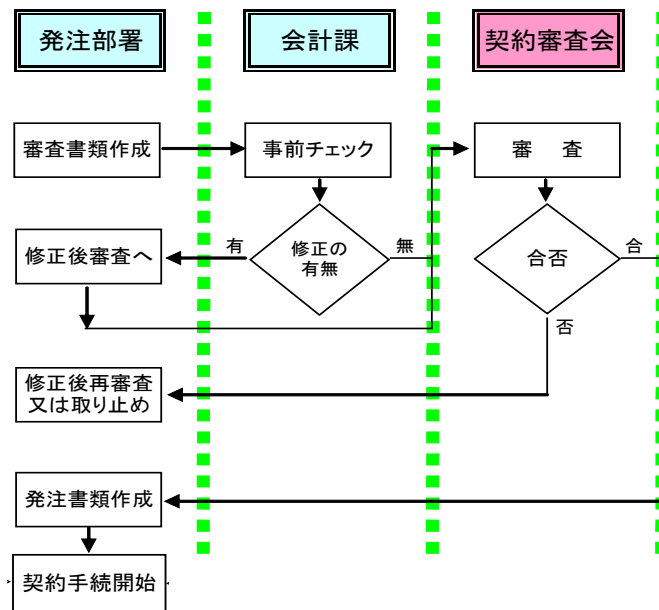 発注部署
会計課
契約審査会
審査書類作成
事前チェック
審 査
修正後審査へ
有
修正の
有無
無
合否
合
否
修正後再審査
又は取り止め
発注書類作成
契約手続開始